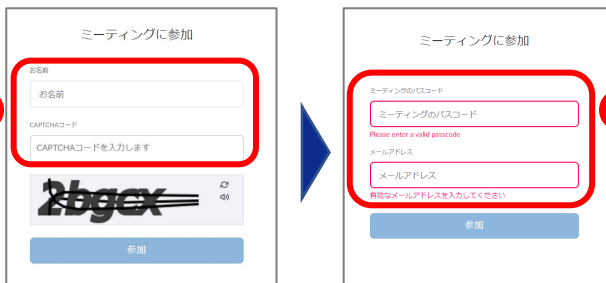 ミーティングに参加
お名前
お名前
CAPTCHAコード
CAPTCHAコードを入力します
2bgcx
参加
ミーティングに参加
ミーティングのパスコード
ミーティングのパスコード
Please enter a valid passcode
メールアドレス
メールアドレス
有効なメールアドレスを入力してください
参加